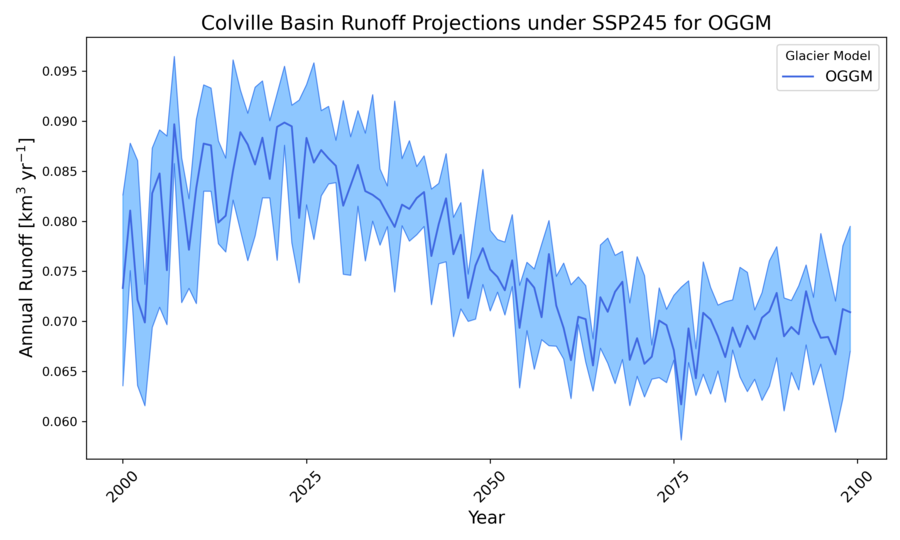 Colville Basin Runoff Projections under SSP245 for OGGM
Glacier Model
OGGM
Annual Runoff [km³ yr⁻¹]
0.095
0.090
0.085
0.080
0.075
0.070
0.065
0.060
2000
2025
2050
2075
2100
Year